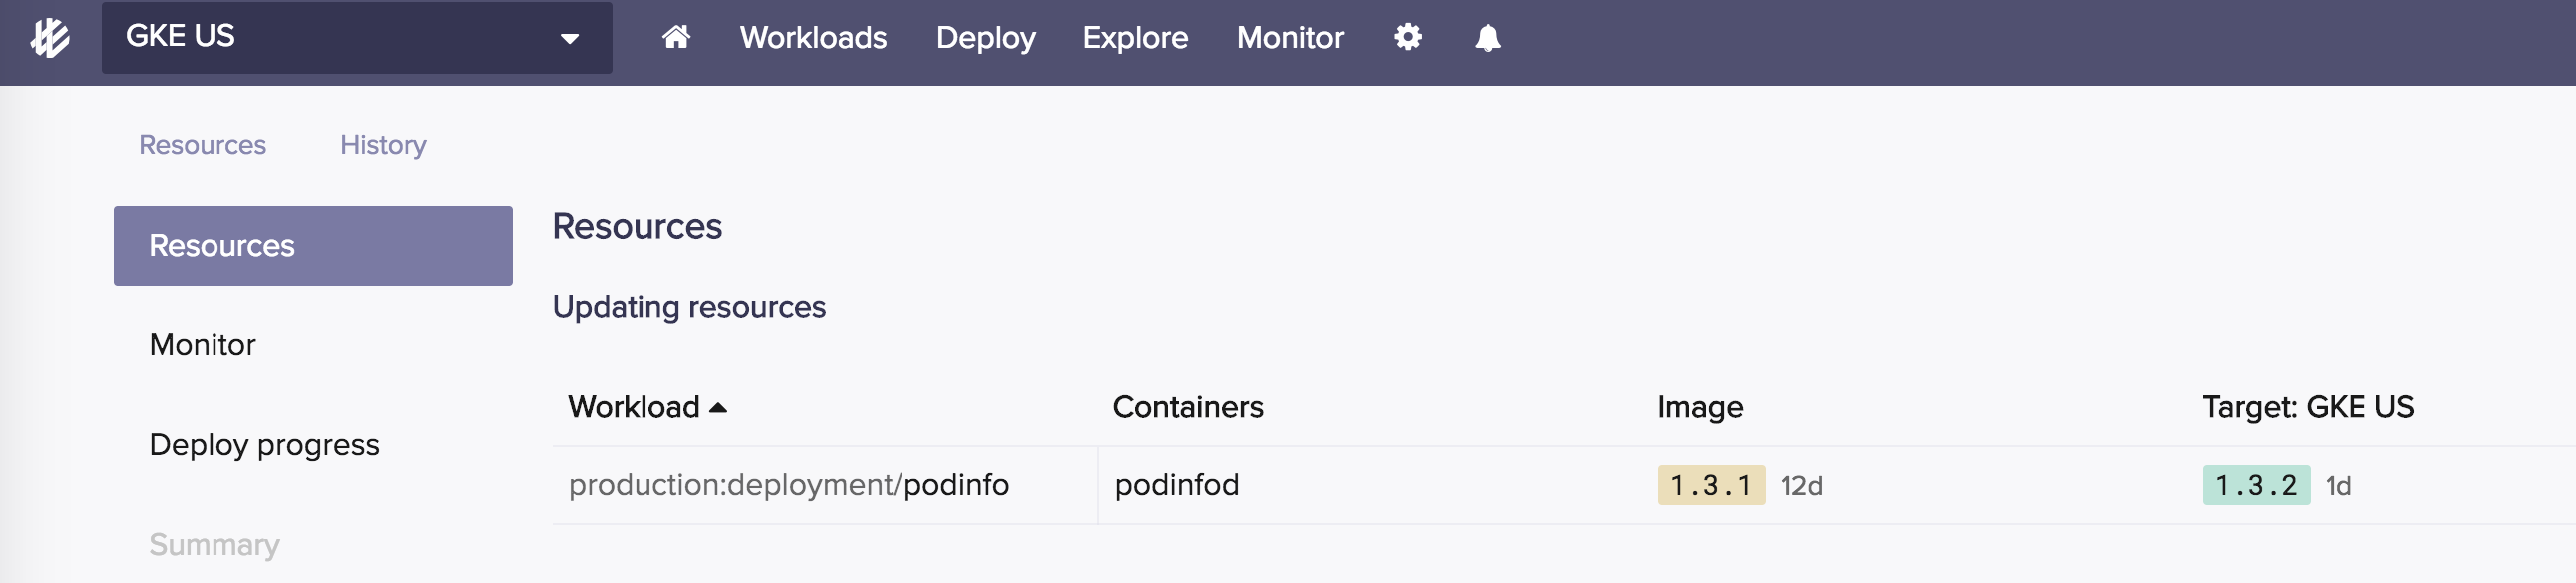 GKE US Workloads Deploy Explore Monitor
Resources History
Resources
Monitor
Deploy progress
Summary
Resources
Updating resources
Workload Containers Image Target: GKE US
production:deployment/podinfo podinfod 1.3.1 12d 1.3.2 1d